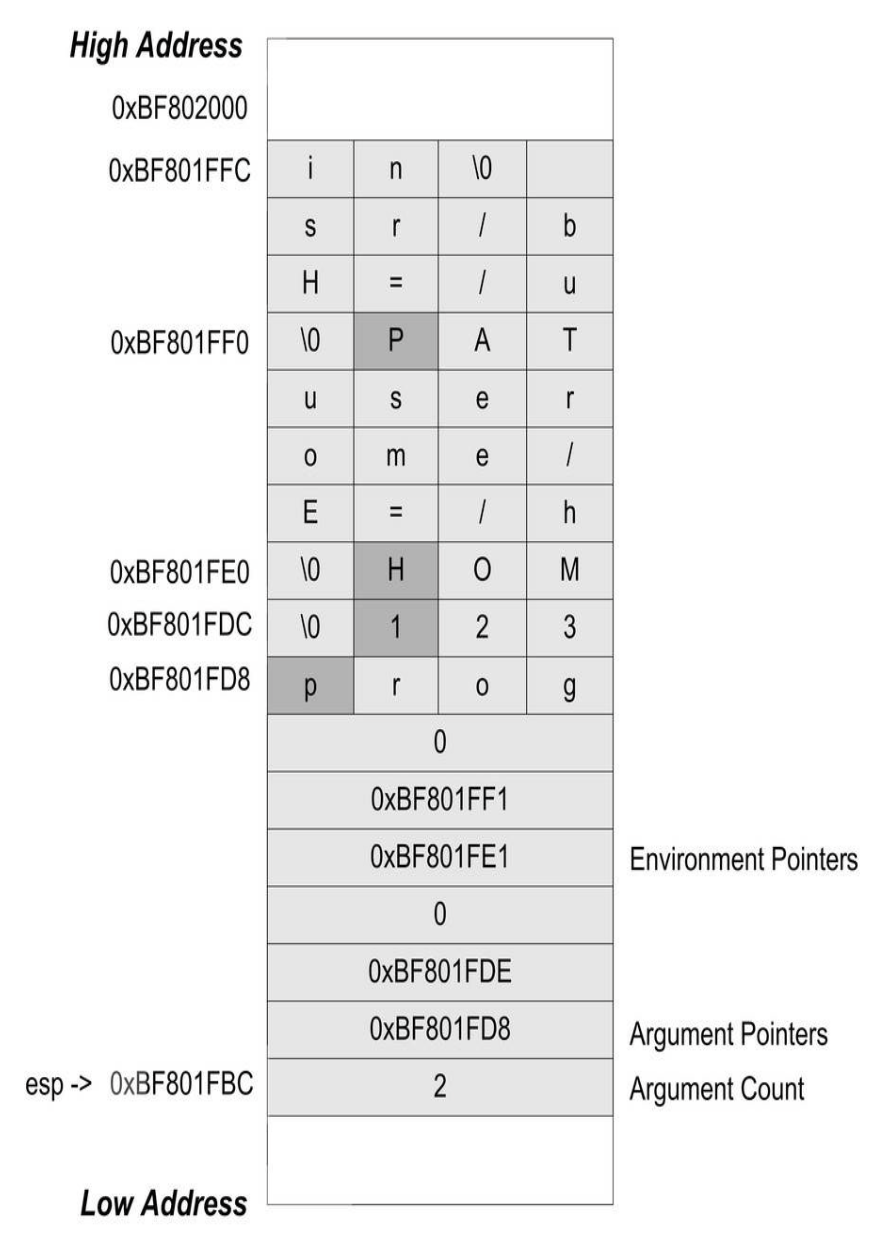 High Address
0xBF802000
0xBF801FFC i n \0
s r / b
H = / u
0xBF801FF0 \0 P A T
u s e r
o m e /
E = / h
0xBF801FE0 \0 H O M
0xBF801FDC \0 1 2 3
0xBF801FD8 p r o g
0
0xBF801FF1
0xBF801FE1 Environment Pointers
0
0xBF801FDE
0xBF801FD8 Argument Pointers
esp -> 0xBF801FBC 2 Argument Count
Low Address